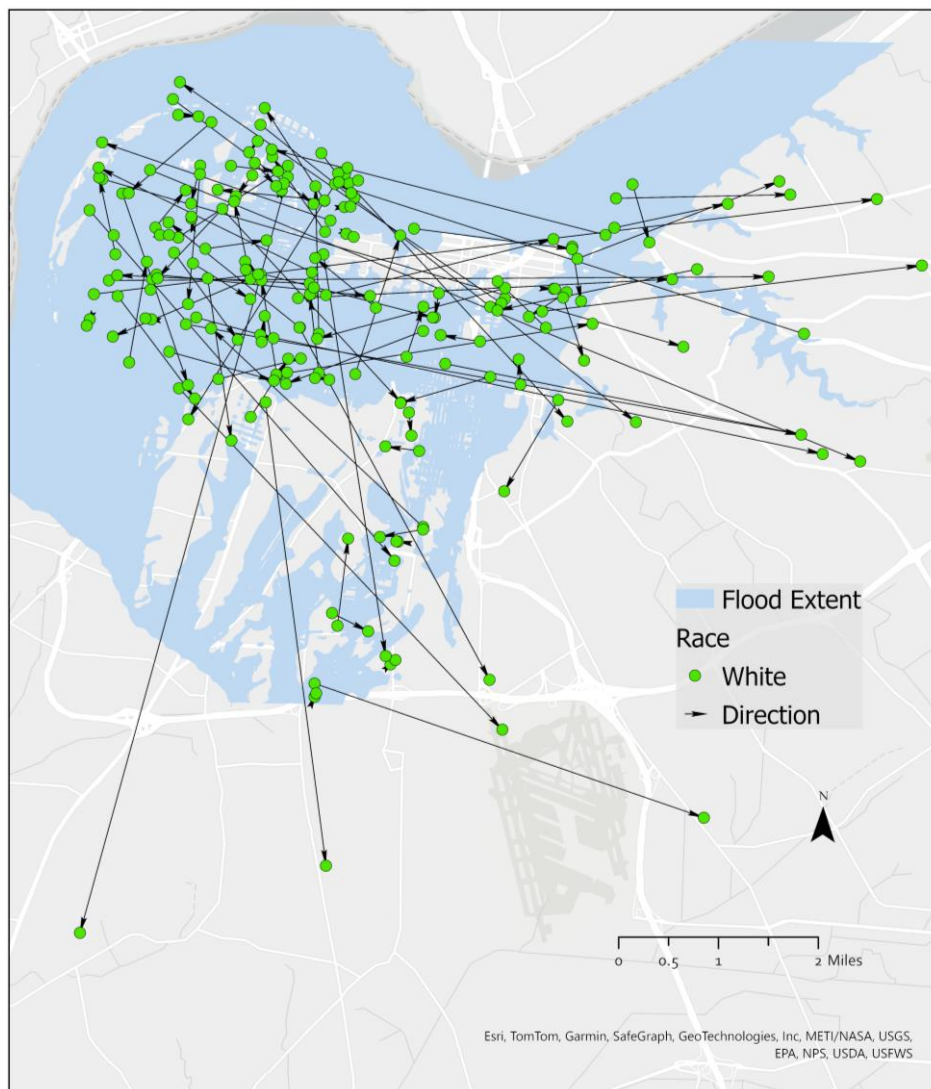 Flood Extent
Race
White
Direction
N
0 0.5 1 2 Miles
Esri, TomTom, Garmin, SafeGraph, GeoTechnologies, Inc, METI/NASA, USGS,
EPA, NPS, USDA, USFWS